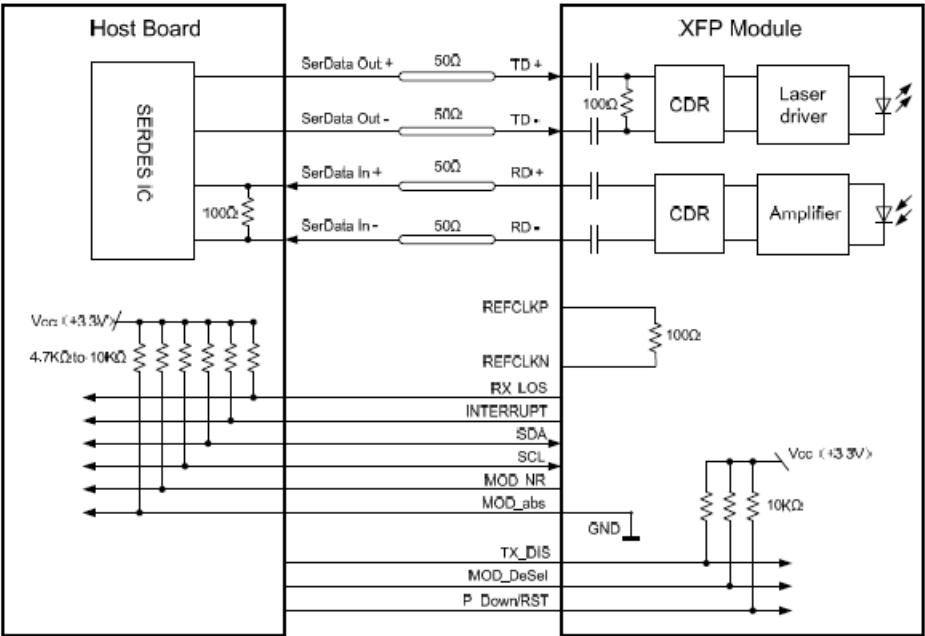 Host Board
XFP Module
SERDES IC
SerData Out +
50Ω
TD +
SerData Out -
50Ω
TD -
SerData In +
50Ω
RD +
SerData In -
50Ω
RD -
100Ω
100Ω
CDR
Laser
driver
CDR
Amplifier
REFCLKP
100Ω
REFCLKN
Vcc (+3.3V)
4.7KΩto 10KΩ
RX LOS
INTERRUPT
SDA
SCL
MOD NR
MOD_abs
GND
Vcc (+3.3V)
10KΩ
TX_DIS
MOD_DeSel
P Down/RST